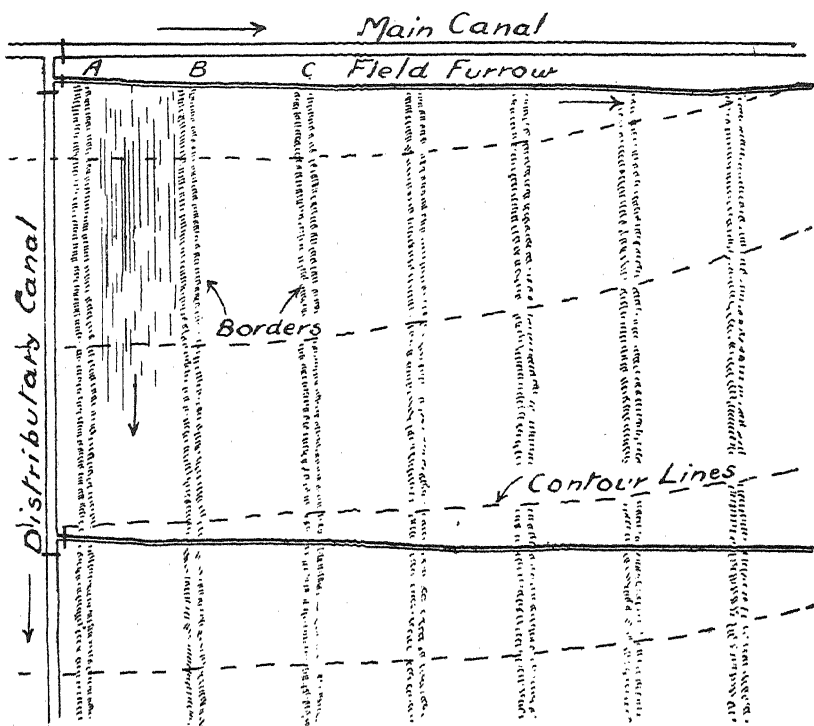 Main Canal
A B C Field Furrow
Distributary Canal
Borders
Contour Lines